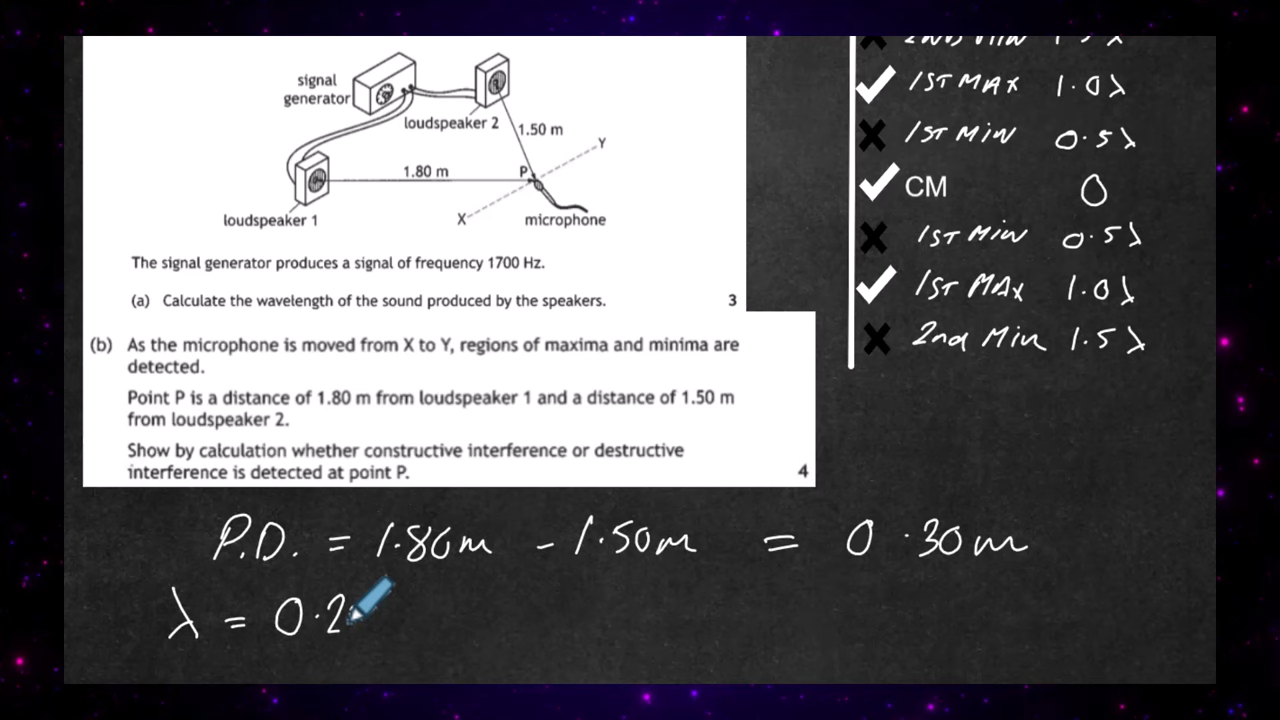 signal
generator
loudspeaker 2
1.50 m
Y
1.80 m
P
X
loudspeaker 1
microphone
The signal generator produces a signal of frequency 1700 Hz.
(a) Calculate the wavelength of the sound produced by the speakers. 3
(b) As the microphone is moved from X to Y, regions of maxima and minima are
detected.
Point P is a distance of 1.80 m from loudspeaker 1 and a distance of 1.50 m
from loudspeaker 2.
Show by calculation whether constructive interference or destructive
interference is detected at point P. 4
1ST MAX 1.0λ
1ST MIN 0.5λ
CM 0
1ST MIN 0.5λ
1ST MAX 1.0λ
2nd Min 1.5λ
P.D. = 1.80m - 1.50m = 0.30m
λ = 0.2